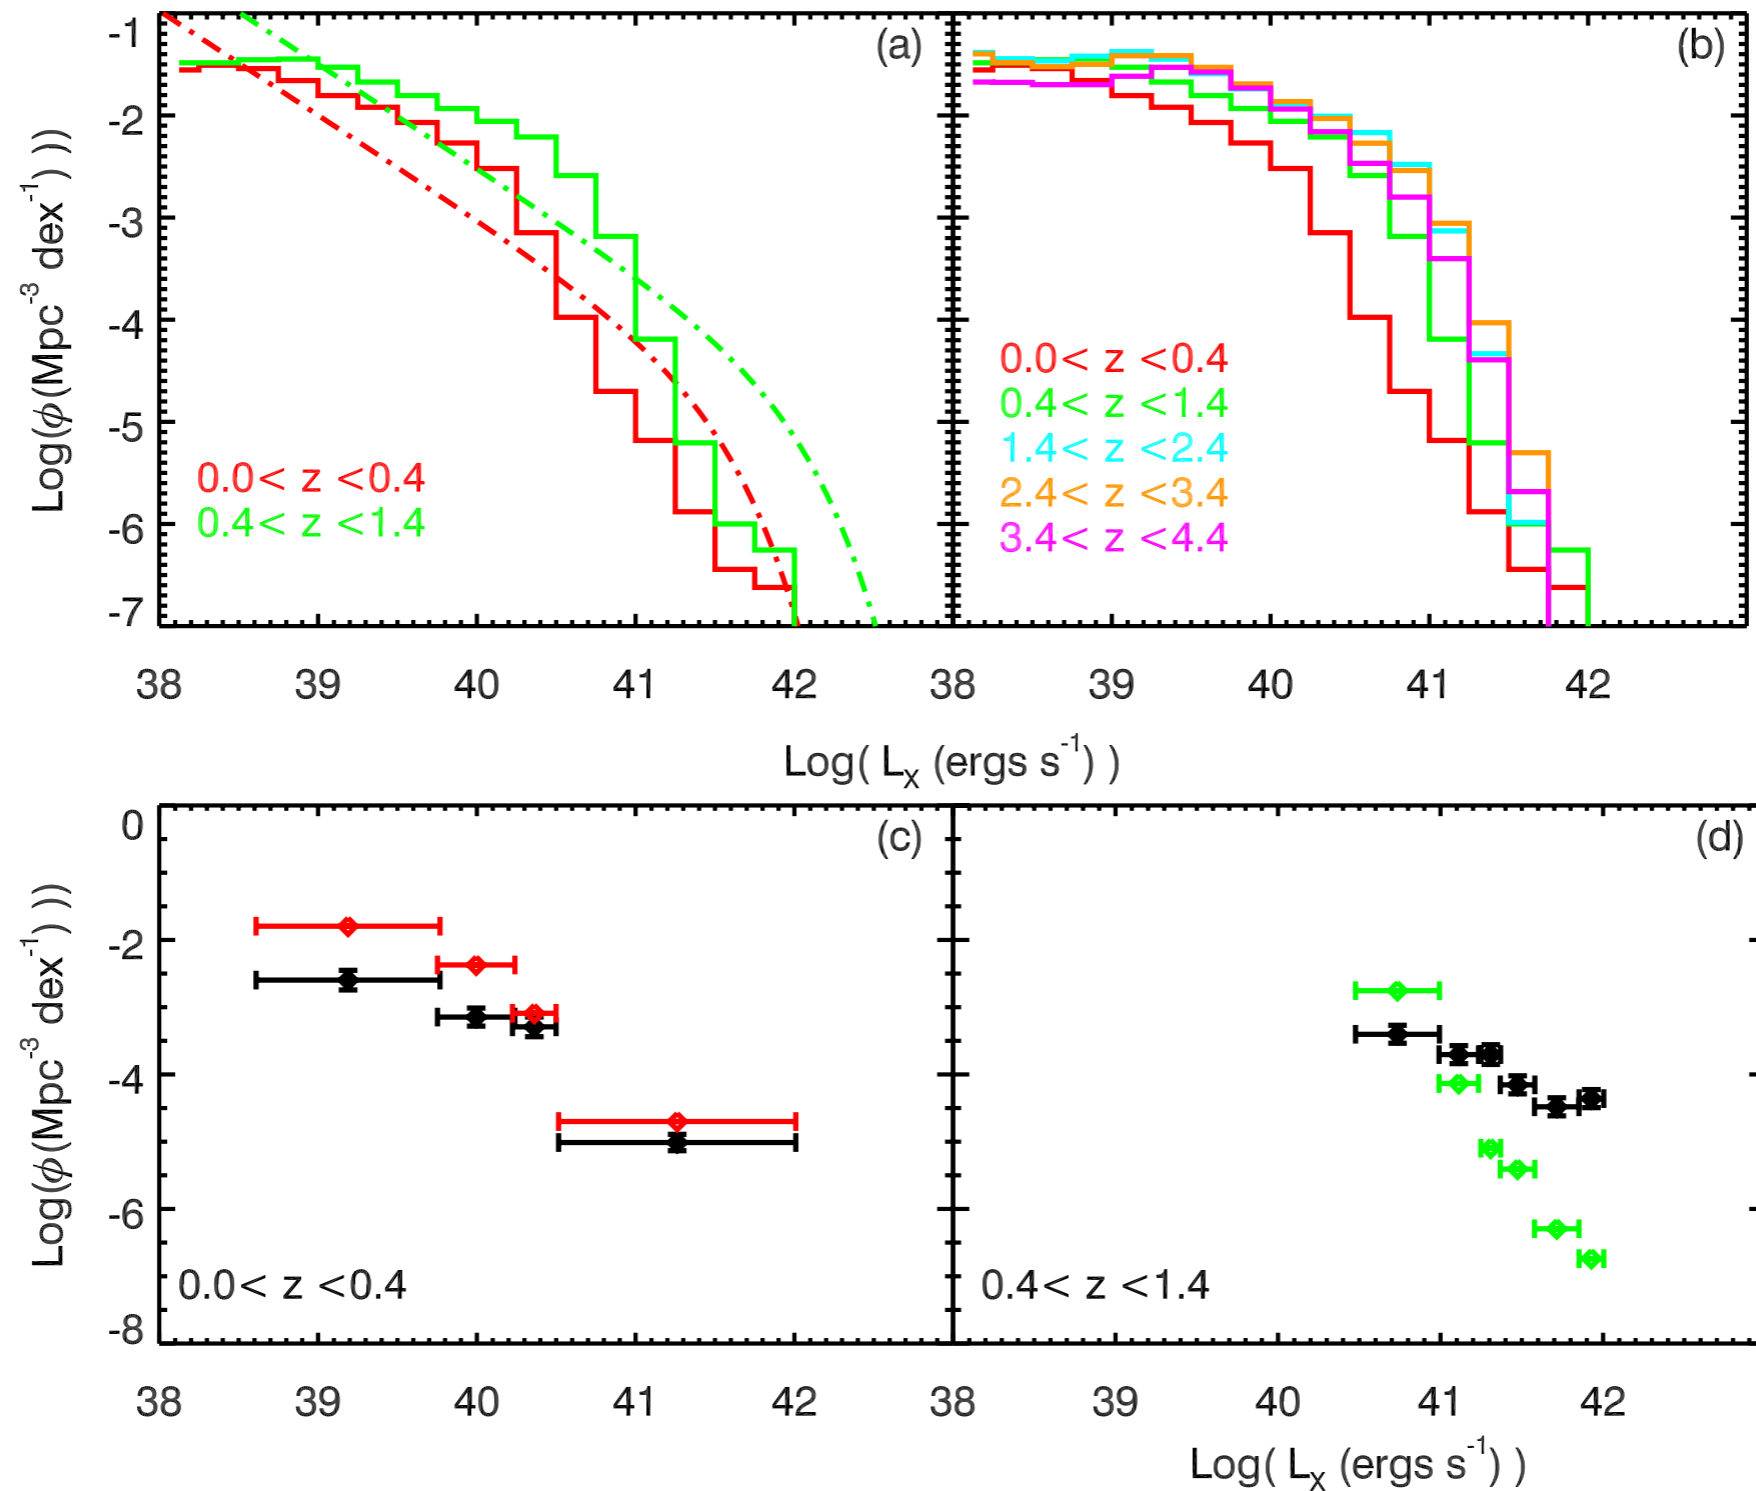 (a)
(b)
-1
-2
-3
-4
-5
-6
-7
Log(ϕ(Mpc⁻³ dex⁻¹) ))
0.0< z <0.4
0.4< z <1.4
0.0< z <0.4
0.4< z <1.4
1.4< z <2.4
2.4< z <3.4
3.4< z <4.4
38 39 40 41 42 38 39 40 41 42
Log( L_X (ergs s⁻¹) )
(c)
(d)
0
-2
-4
-6
-8
Log(ϕ(Mpc⁻³ dex⁻¹) ))
0.0< z <0.4
0.4< z <1.4
38 39 40 41 42 38 39 40 41 42
Log( L_X (ergs s⁻¹) )